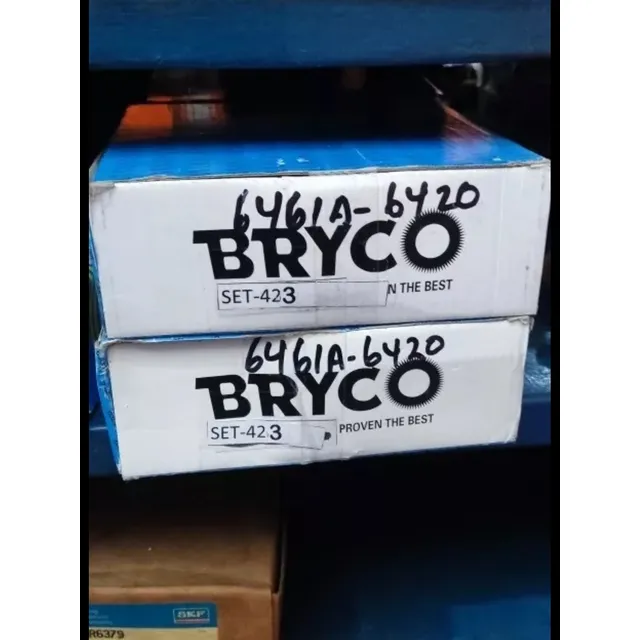 6461A-6420
BRYCO
SET-423
N THE BEST
6461A-6420
BRYCO
SET-423
PROVEN THE BEST
SKF
R6379